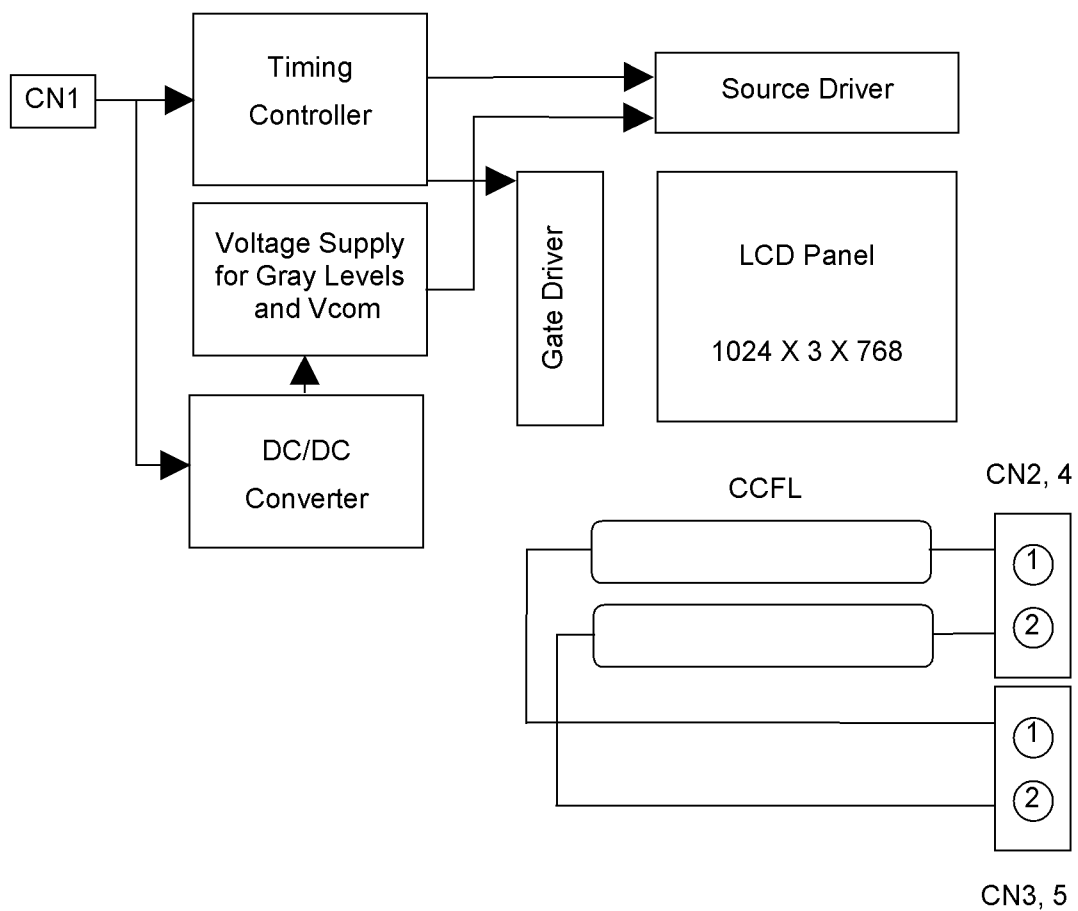 CN1
Timing
Controller
Source Driver
Voltage Supply
for Gray Levels
and Vcom
Gate Driver
LCD Panel
1024 X 3 X 768
DC/DC
Converter
CCFL
CN2, 4
1
2
1
2
CN3, 5